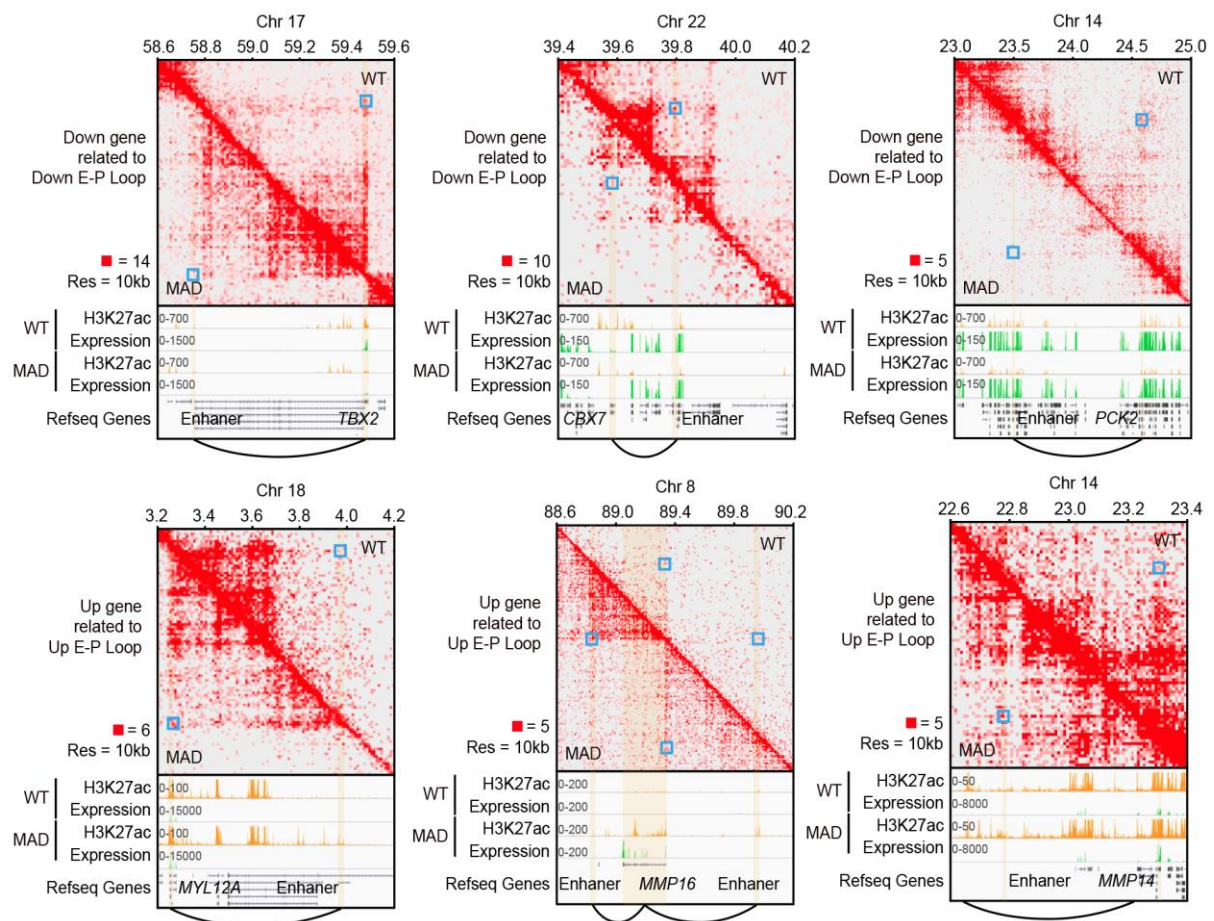 Chr 17
58.6 58.8 59.0 59.2 59.4 59.6
WT
Down gene
related to
Down E-P Loop
= 14
Res = 10kb
MAD
WT
H3K27ac
0-700
Expression
0-1500
MAD
H3K27ac
0-700
Expression
0-1500
Refseq Genes
Enhaner
TBX2
Chr 22
39.4 39.6 39.8 40.0 40.2
WT
Down gene
related to
Down E-P Loop
= 10
Res = 10kb
MAD
WT
H3K27ac
0-700
Expression
0-150
MAD
H3K27ac
0-700
Expression
0-150
Refseq Genes
CBX7
Enhaner
Chr 14
23.0 23.5 24.0 24.5 25.0
WT
Down gene
related to
Down E-P Loop
= 5
Res = 10kb
MAD
WT
H3K27ac
0-700
Expression
0-150
MAD
H3K27ac
0-700
Expression
0-150
Refseq Genes
Enhaner
PCK2
Chr 18
3.2 3.4 3.6 3.8 4.0 4.2
WT
Up gene
related to
Up E-P Loop
= 6
Res = 10kb
MAD
WT
H3K27ac
0-100
Expression
0-15000
MAD
H3K27ac
0-100
Expression
0-15000
Refseq Genes
MYL12A
Enhaner
Chr 8
88.6 89.0 89.4 89.8 90.2
WT
Up gene
related to
Up E-P Loop
= 5
Res = 10kb
MAD
WT
H3K27ac
0-200
Expression
0-200
MAD
H3K27ac
0-200
Expression
0-200
Refseq Genes
Enhaner
MMP16
Enhaner
Chr 14
22.6 22.8 23.0 23.2 23.4
WT
Up gene
related to
Up E-P Loop
= 5
Res = 10kb
MAD
WT
H3K27ac
0-50
Expression
0-8000
MAD
H3K27ac
0-50
Expression
0-8000
Refseq Genes
Enhaner
MMP14